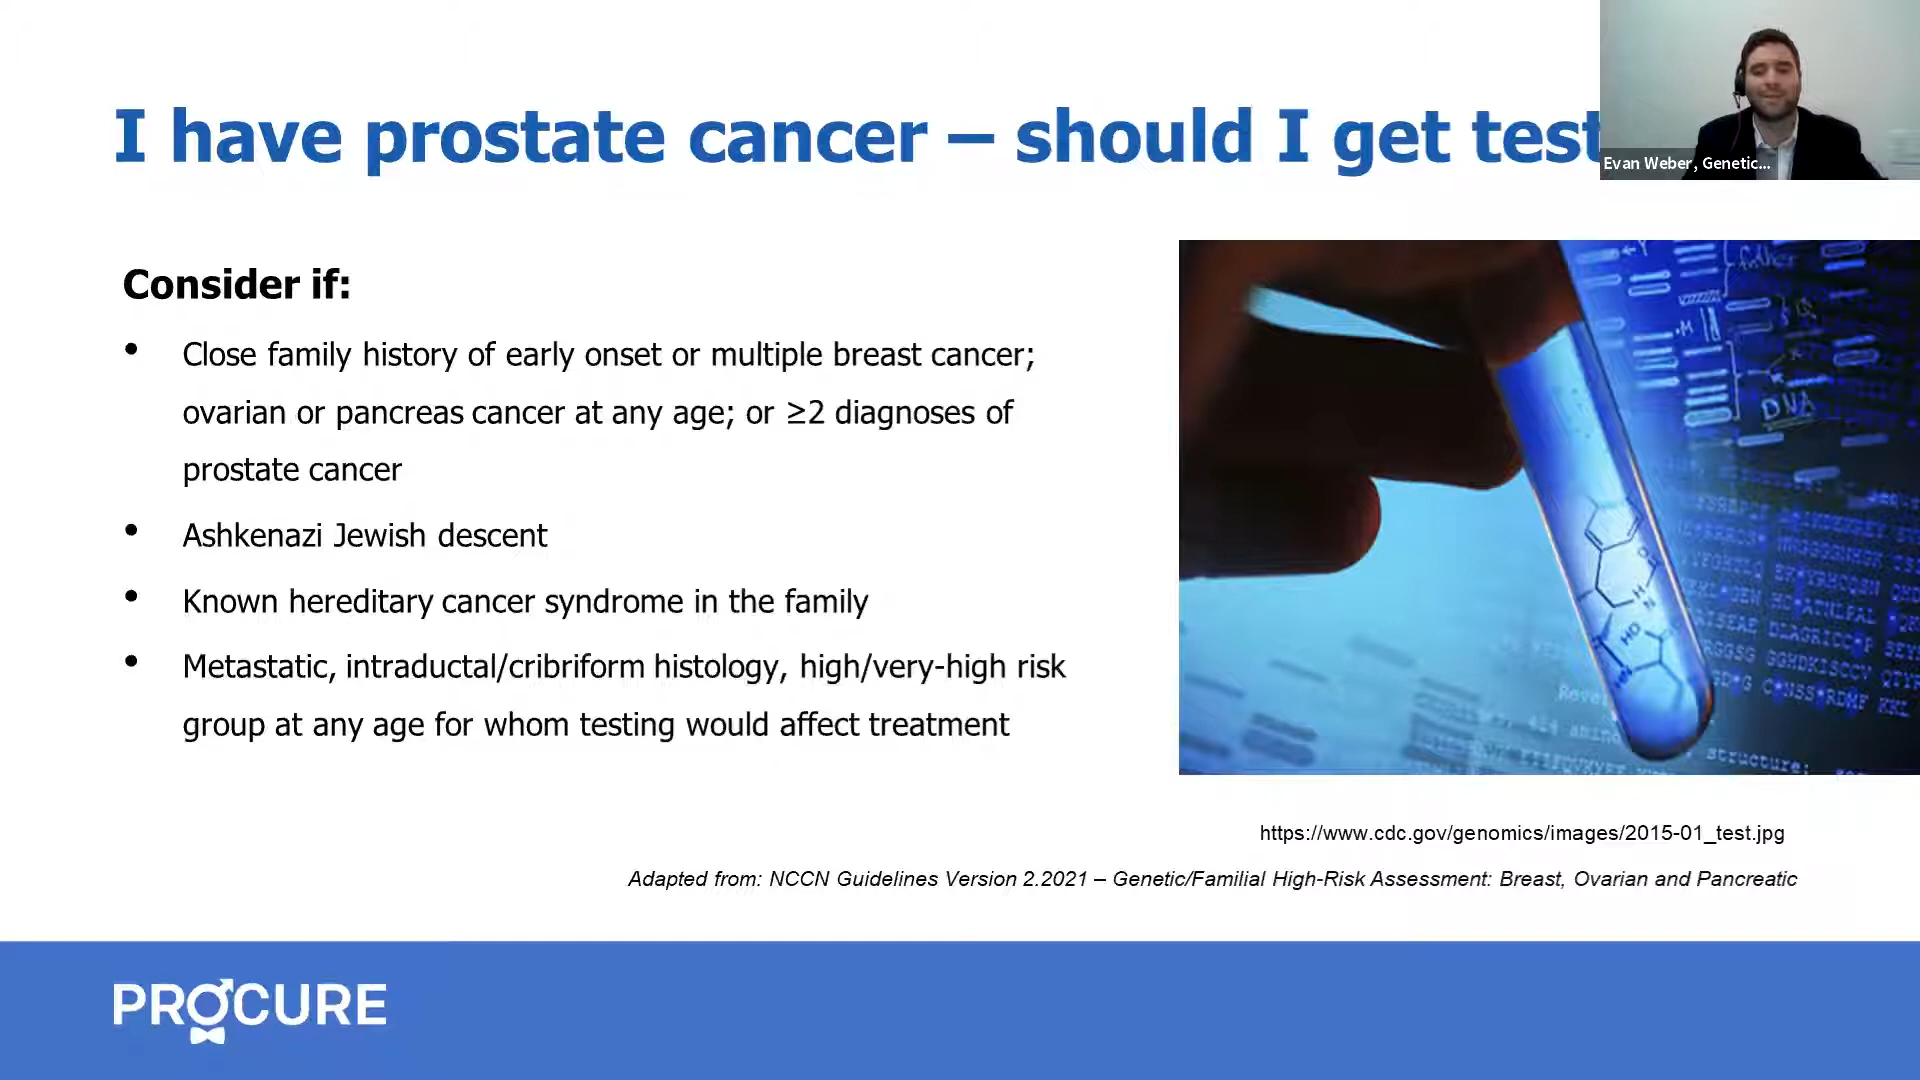 I have prostate cancer – should I get test
Evan Weber, Genetic...
Consider if:
• Close family history of early onset or multiple breast cancer;
ovarian or pancreas cancer at any age; or ≥2 diagnoses of
prostate cancer
• Ashkenazi Jewish descent
• Known hereditary cancer syndrome in the family
• Metastatic, intraductal/cribriform histology, high/very-high risk
group at any age for whom testing would affect treatment
father
DNA
structure:
https://www.cdc.gov/genomics/images/2015-01_test.jpg
Adapted from: NCCN Guidelines Version 2.2021 – Genetic/Familial High-Risk Assessment: Breast, Ovarian and Pancreatic
PROCURE